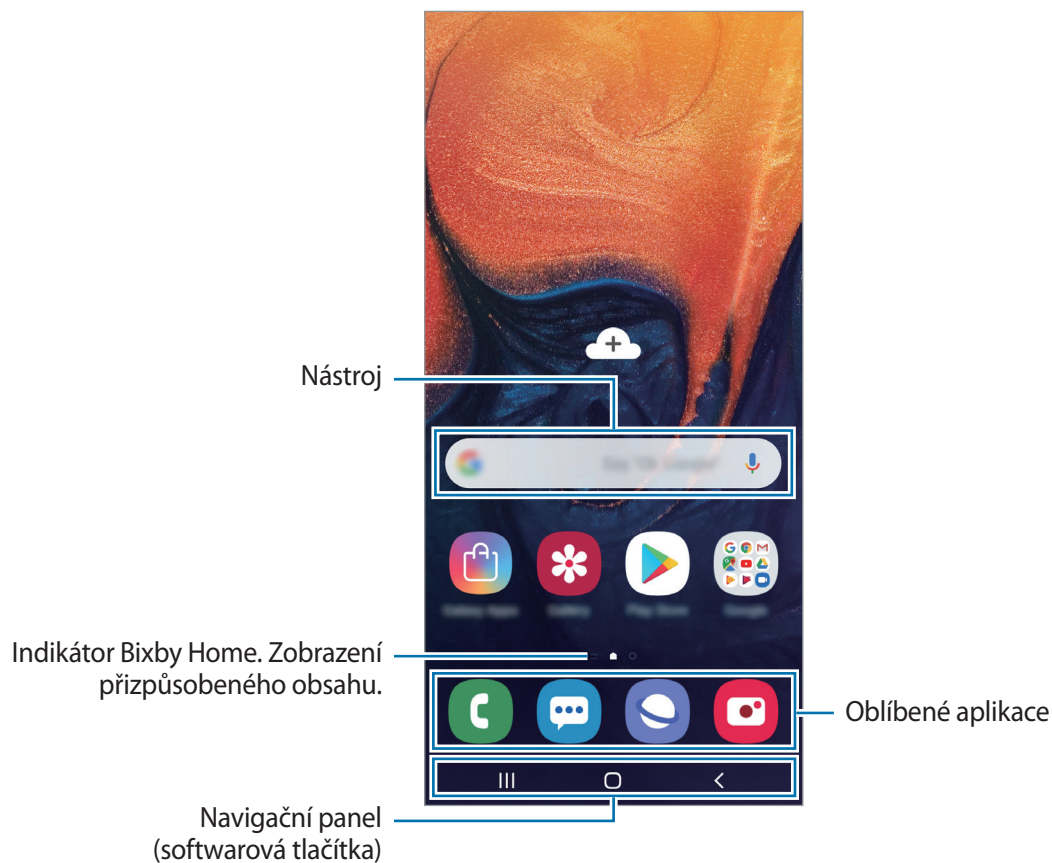 Nástroj
Indikátor Bixby Home. Zobrazení
přizpůsobeného obsahu.
Oblíbené aplikace
Navigační panel
(softwarová tlačítka)